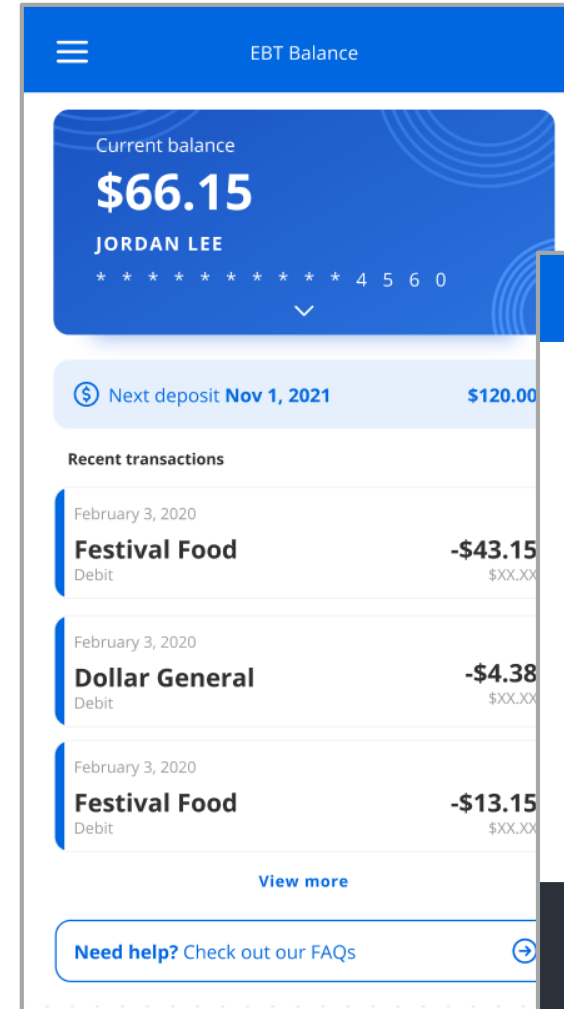 EBT Balance
Current balance
$66.15
JORDAN LEE
* * * * * * * * * * 4 5 6 0
Next deposit Nov 1, 2021 $120.00
Recent transactions
February 3, 2020
Festival Food -$43.15
Debit $XX.XX
February 3, 2020
Dollar General -$4.38
Debit $XX.XX
February 3, 2020
Festival Food -$13.15
Debit $XX.XX
View more
Need help? Check out our FAQs